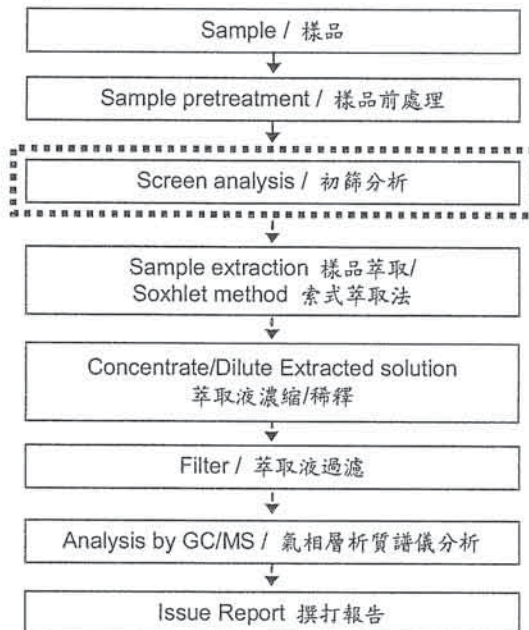 Sample / 樣品
Sample pretreatment / 樣品前處理
Screen analysis / 初篩分析
Sample extraction 樣品萃取/
Soxhlet method 索式萃取法
Concentrate/Dilute Extracted solution
萃取液濃縮/稀釋
Filter / 萃取液過濾
Analysis by GC/MS / 氣相層析質譜儀分析
Issue Report 撰打報告